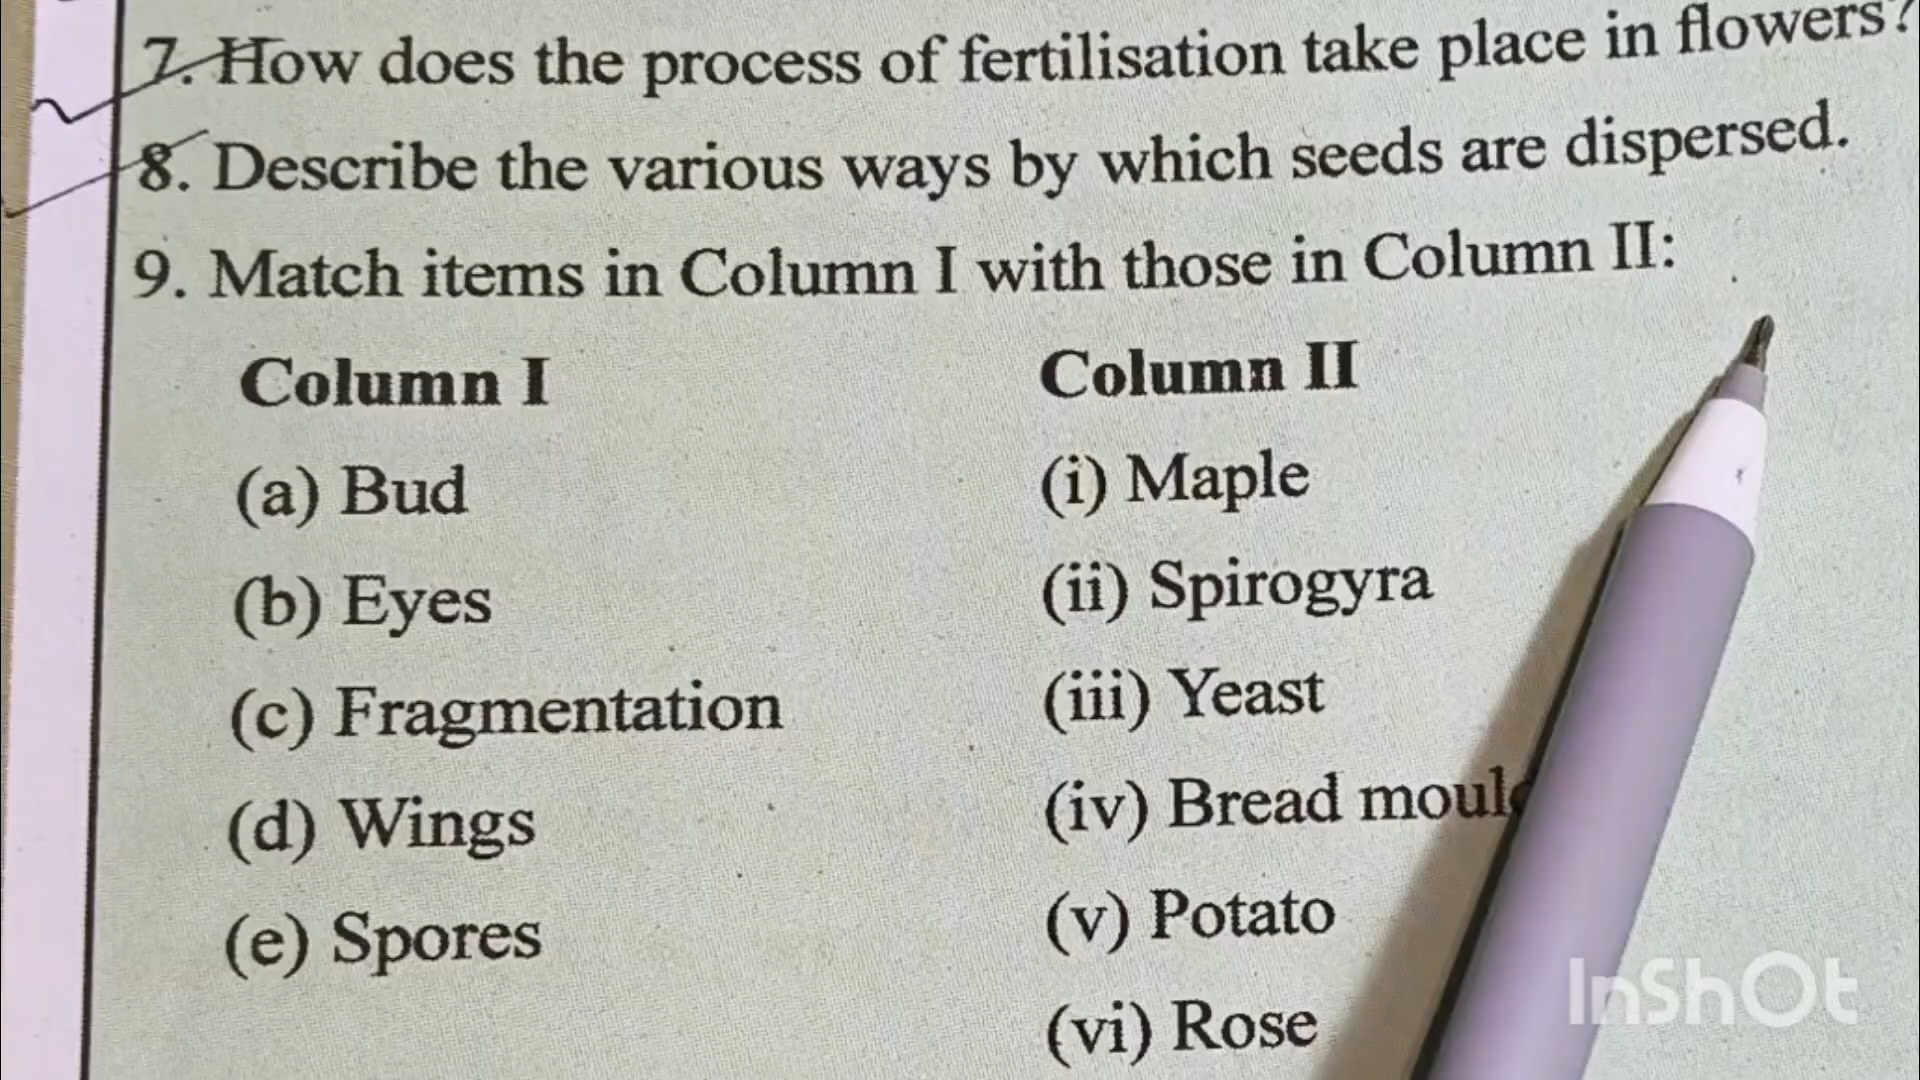 7. How does the process of fertilisation take place in flowers?
8. Describe the various ways by which seeds are dispersed.
9. Match items in Column I with those in Column II:
Column I Column II
(a) Bud (i) Maple
(b) Eyes (ii) Spirogyra
(c) Fragmentation (iii) Yeast
(d) Wings (iv) Bread mould
(e) Spores (v) Potato
(vi) Rose
InShOt